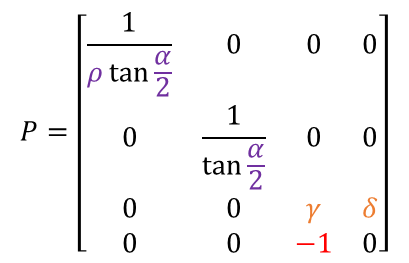 P = [ 1/(ρ tan α/2) 0 0 0
0 1/(tan α/2) 0 0
0 0 γ δ
0 0 −1 0 ]